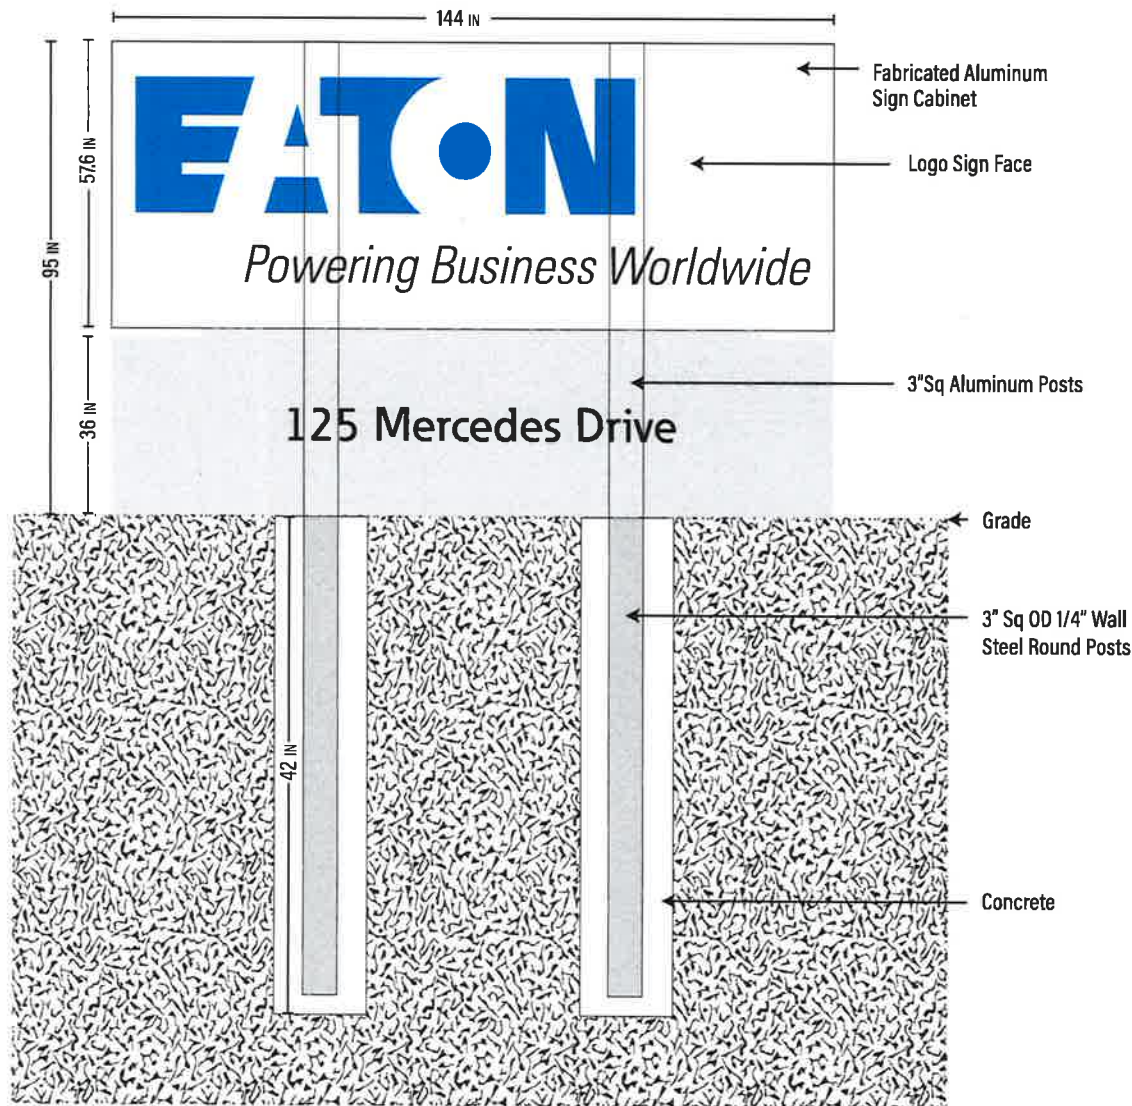 144 IN
EATON
Powering Business Worldwide
57.6 IN
95 IN
36 IN
125 Mercedes Drive
42 IN
Fabricated Aluminum
Sign Cabinet
Logo Sign Face
3"Sq Aluminum Posts
Grade
3" Sq OD 1/4" Wall
Steel Round Posts
Concrete